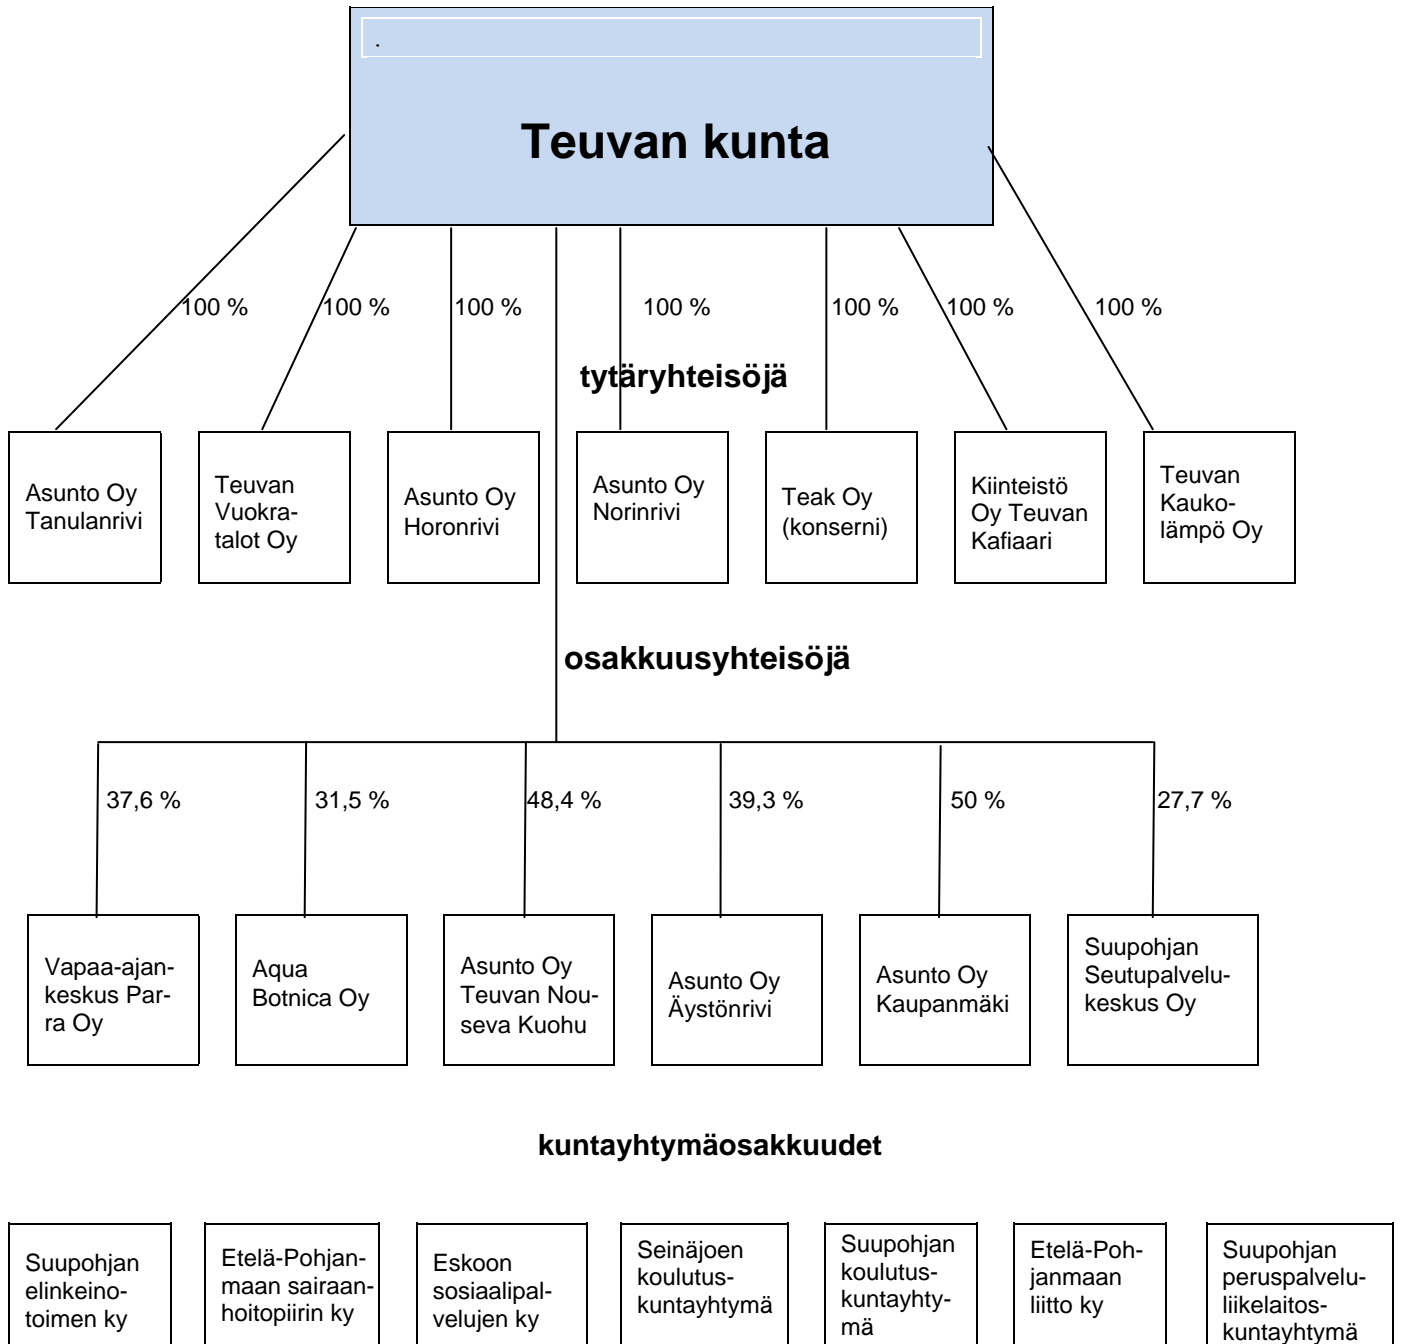 .
Teuvan kunta
100 %
100 %
100 %
100 %
100 %
100 %
100 %
tytäryhteisöjä
Asunto Oy
Tanulanrivi
Teuvan
Vuokra-
talot Oy
Asunto Oy
Horonrivi
Asunto Oy
Norinrivi
Teak Oy
(konserni)
Kiinteistö
Oy Teuvan
Kafiaari
Teuvan
Kauko-
lämpö Oy
osakkuusyhteisöjä
37,6 %
31,5 %
48,4 %
39,3 %
50 %
27,7 %
Vapaa-ajan-
keskus Par-
ra Oy
Aqua
Botnica Oy
Asunto Oy
Teuvan Nou-
seva Kuohu
Asunto Oy
Äystönrivi
Asunto Oy
Kaupanmäki
Suupohjan
Seutupalvelu-
keskus Oy
kuntayhtymäosakkuudet
Suupohjan
elinkeino-
toimen ky
Etelä-Pohjan-
maan sairaan-
hoitopiirin ky
Eskoon
sosiaalipal-
velujen ky
Seinäjoen
koulutus-
kuntayhtymä
Suupohjan
koulutus-
kuntayhty-
mä
Etelä-Poh-
janmaan
liitto ky
Suupohjan
peruspalvelu-
liikelaitos-
kuntayhtymä